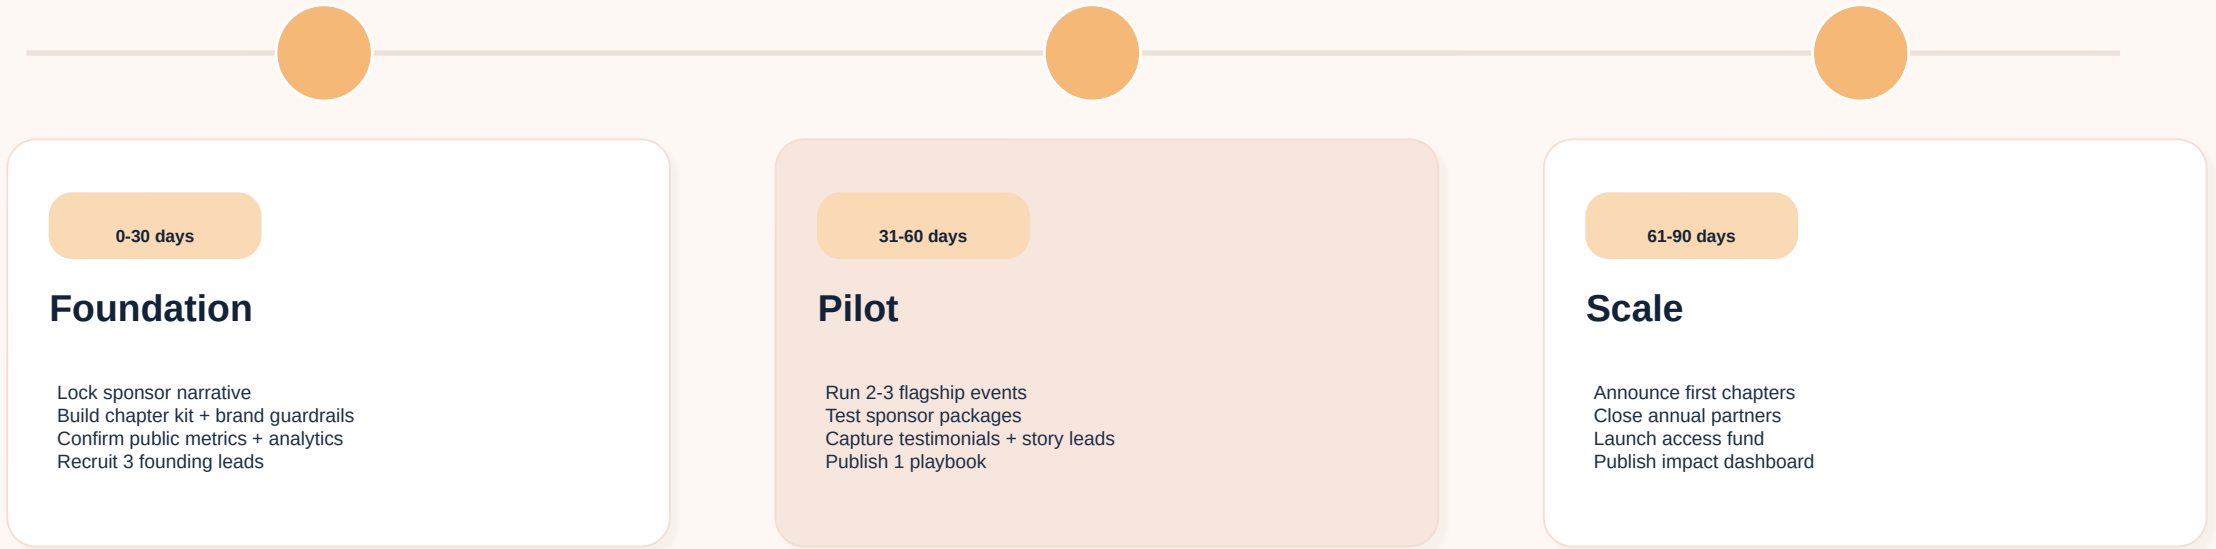 0-30 days
Foundation
Lock sponsor narrative
Build chapter kit + brand guardrails
Confirm public metrics + analytics
Recruit 3 founding leads
31-60 days
Pilot
Run 2-3 flagship events
Test sponsor packages
Capture testimonials + story leads
Publish 1 playbook
61-90 days
Scale
Announce first chapters
Close annual partners
Launch access fund
Publish impact dashboard